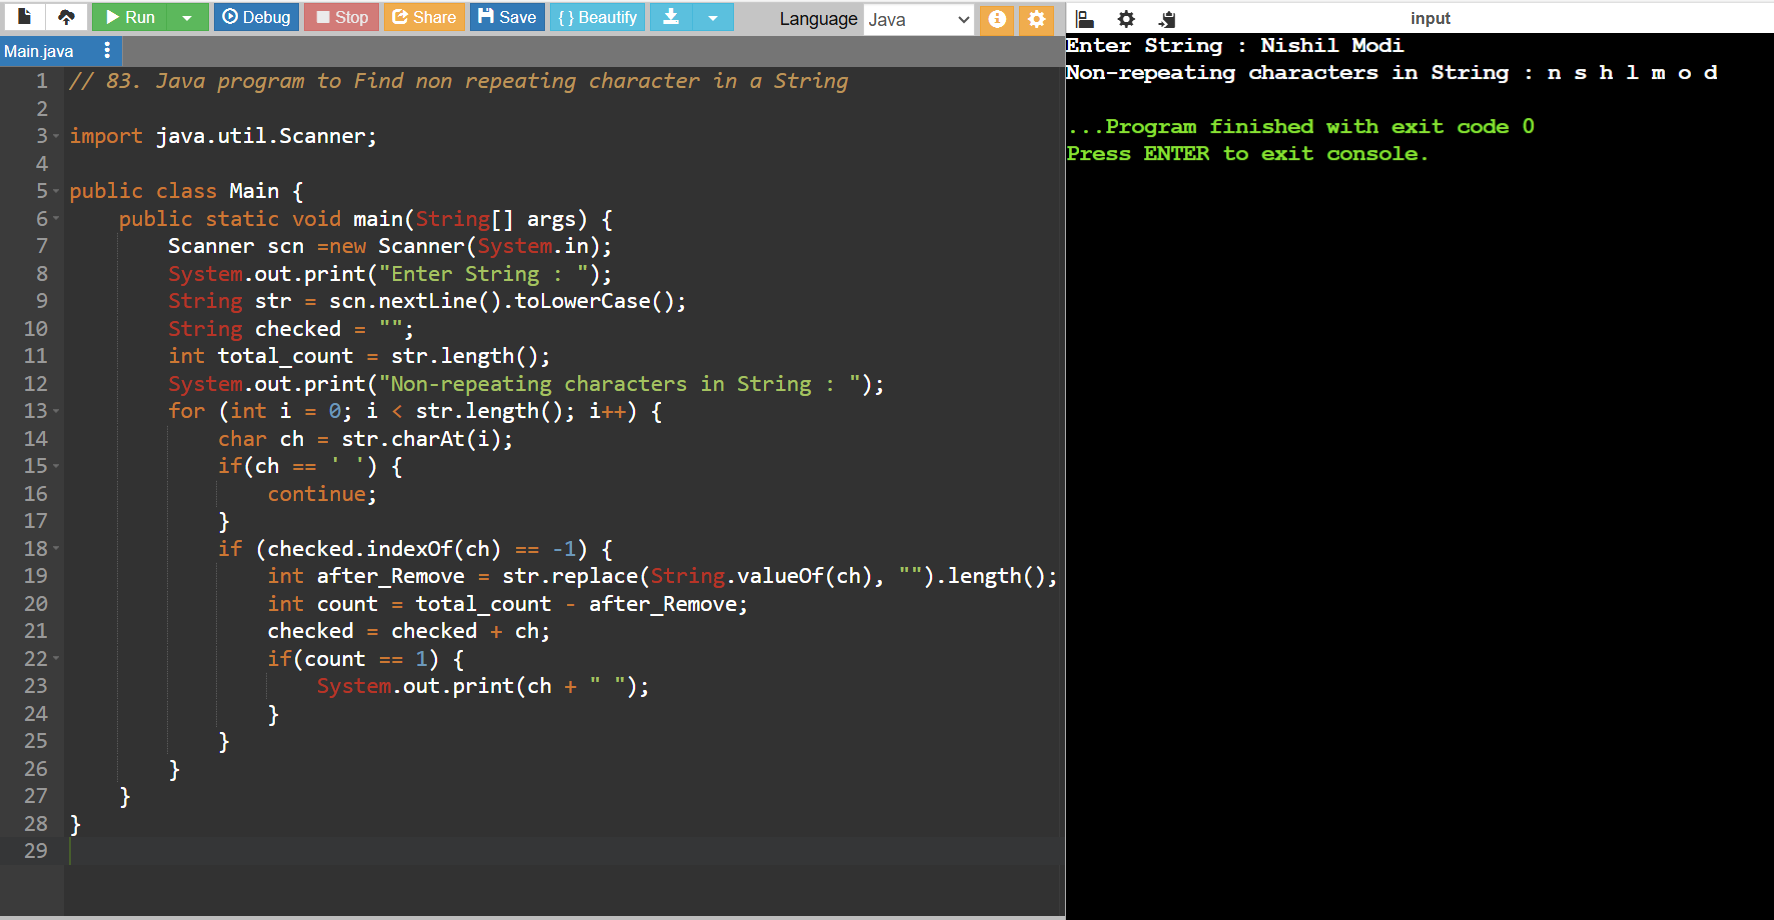 Run Debug Stop Share Save { } Beautify Language Java
Main.java
1 // 83. Java program to Find non repeating character in a String
2
3 import java.util.Scanner;
4
5 public class Main {
6     public static void main(String[] args) {
7         Scanner scn =new Scanner(System.in);
8         System.out.print("Enter String : ");
9         String str = scn.nextLine().toLowerCase();
10         String checked = "";
11         int total_count = str.length();
12         System.out.print("Non-repeating characters in String : ");
13         for (int i = 0; i < str.length(); i++) {
14             char ch = str.charAt(i);
15             if(ch == ' ') {
16                 continue;
17             }
18             if (checked.indexOf(ch) == -1) {
19                 int after_Remove = str.replace(String.valueOf(ch), "").length();
20                 int count = total_count - after_Remove;
21                 checked = checked + ch;
22                 if(count == 1) {
23                     System.out.print(ch + " ");
24                 }
25             }
26         }
27     }
28 }
29
input
Enter String : Nishil Modi
Non-repeating characters in String : n s h l m o d
...Program finished with exit code 0
Press ENTER to exit console.